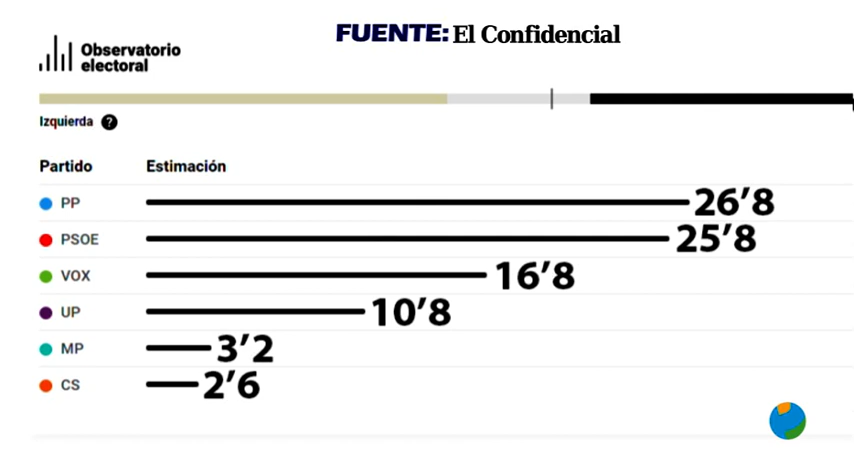 FUENTE: El Confidencial
Observatorio
electoral
Izquierda ?
Partido Estimación
PP 26’8
PSOE 25’8
VOX 16’8
UP 10’8
MP 3’2
CS 2’6